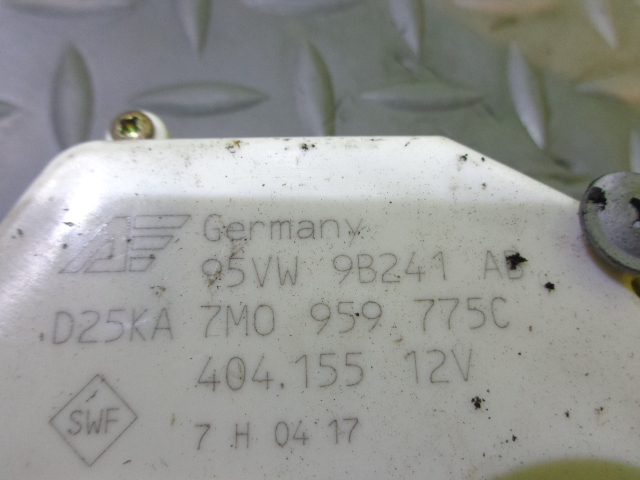 Germany
95VW 9B241 AB
D25KA 7M0 959 775C
404.155 12V
SWF
7 H 04 17